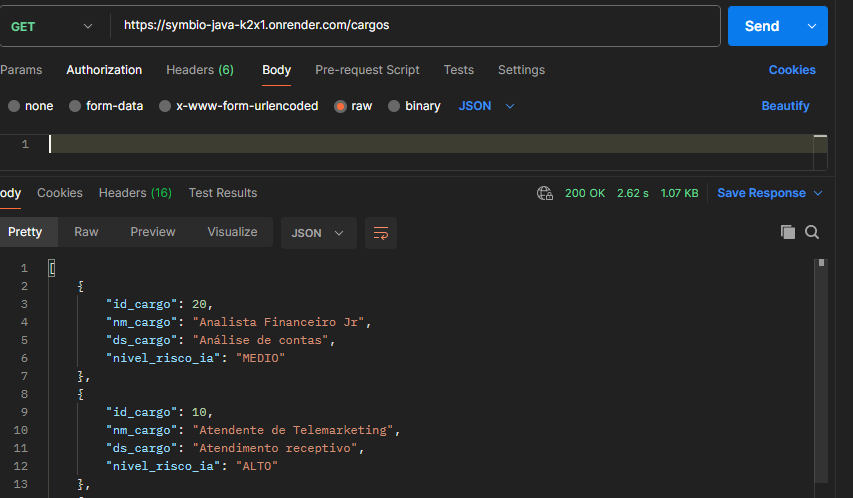 GET https://symbio-java-k2x1.onrender.com/cargos Send
Params Authorization Headers (6) Body Pre-request Script Tests Settings Cookies
none form-data x-www-form-urlencoded raw binary JSON Beautify
1
ody Cookies Headers (16) Test Results 200 OK 2.62 s 1.07 KB Save Response
Pretty Raw Preview Visualize JSON
1 [
2 {
3 "id_cargo": 20,
4 "nm_cargo": "Analista Financeiro Jr",
5 "ds_cargo": "Análise de contas",
6 "nivel_risco_ia": "MEDIO"
7 },
8 {
9 "id_cargo": 10,
10 "nm_cargo": "Atendente de Telemarketing",
11 "ds_cargo": "Atendimento receptivo",
12 "nivel_risco_ia": "ALTO"
13 },